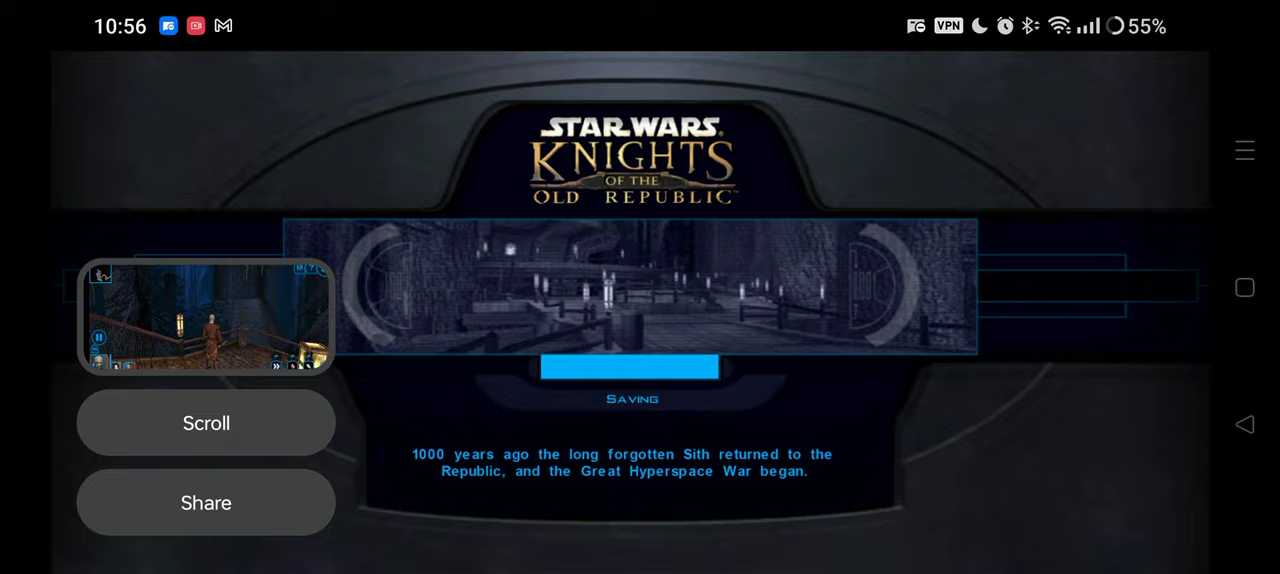 10:56
VPN
55%
STAR WARS
KNIGHTS
OF THE
OLD REPUBLIC™
Scroll
Share
SAVING
1000 years ago the long forgotten Sith returned to the
Republic, and the Great Hyperspace War began.